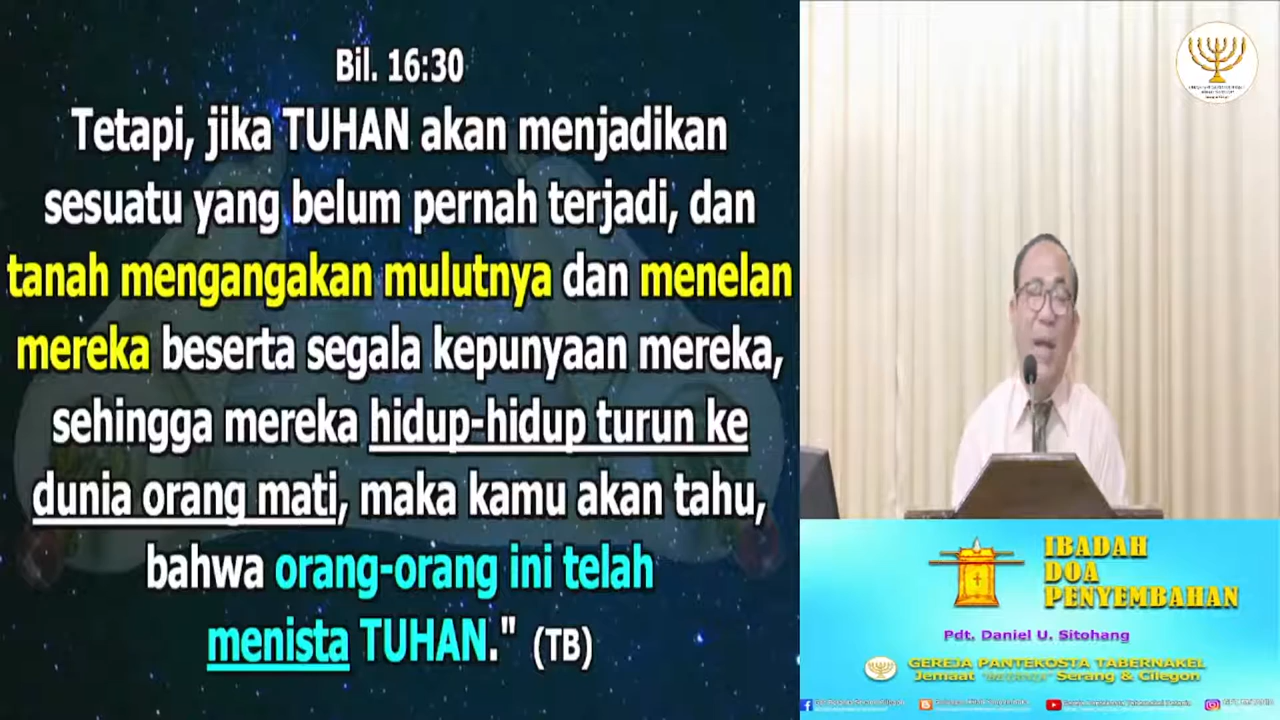 Bil. 16:30
Tetapi, jika TUHAN akan menjadikan
sesuatu yang belum pernah terjadi, dan
tanah mengangakan mulutnya dan menelan
mereka beserta segala kepunyaan mereka,
sehingga mereka hidup-hidup turun ke
dunia orang mati, maka kamu akan tahu,
bahwa orang-orang ini telah
menista TUHAN." (TB)
IBADAH
DOA
PENYEMBAHAN
Pdt. Daniel U. Sitohang
GEREJA PANTEKOSTA TABERNAKEL
Jemaat "BETANIA" Serang & Cilegon